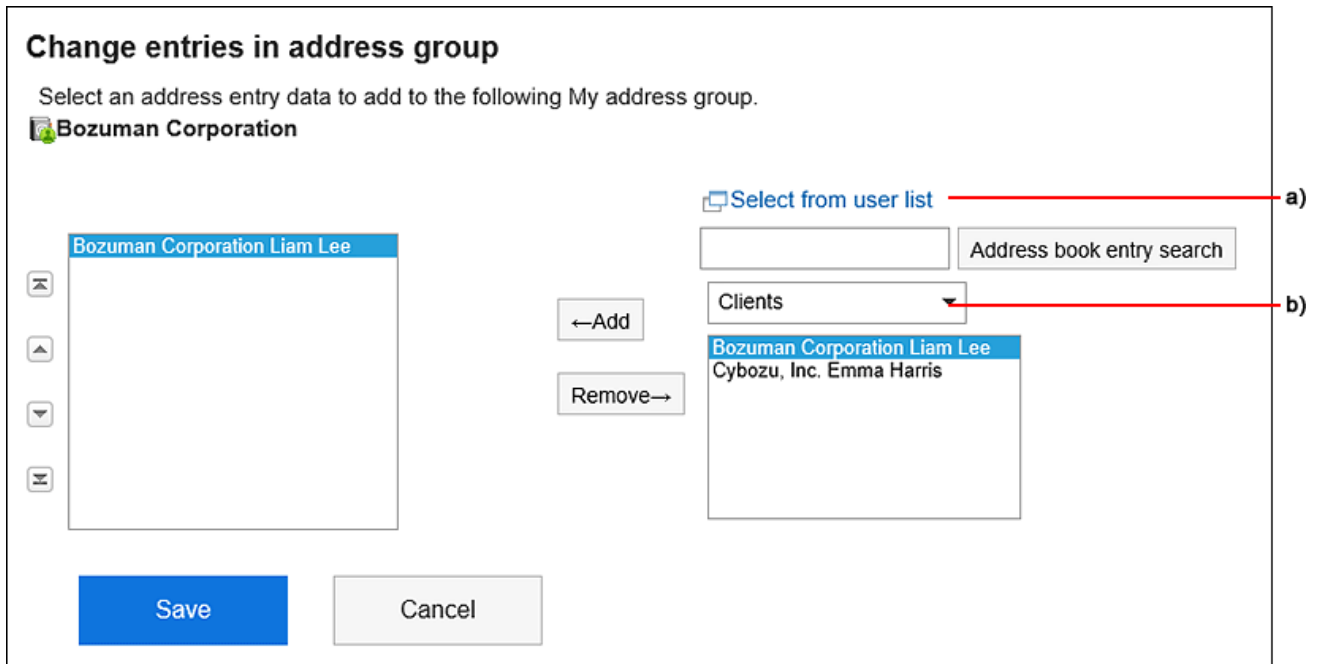 Change entries in address group
Select an address entry data to add to the following My address group.
Bozuman Corporation
Select from user list
a)
Bozuman Corporation Liam Lee
Address book entry search
Clients
b)
←Add
Bozuman Corporation Liam Lee
Cybozu, Inc. Emma Harris
Remove→
Save
Cancel